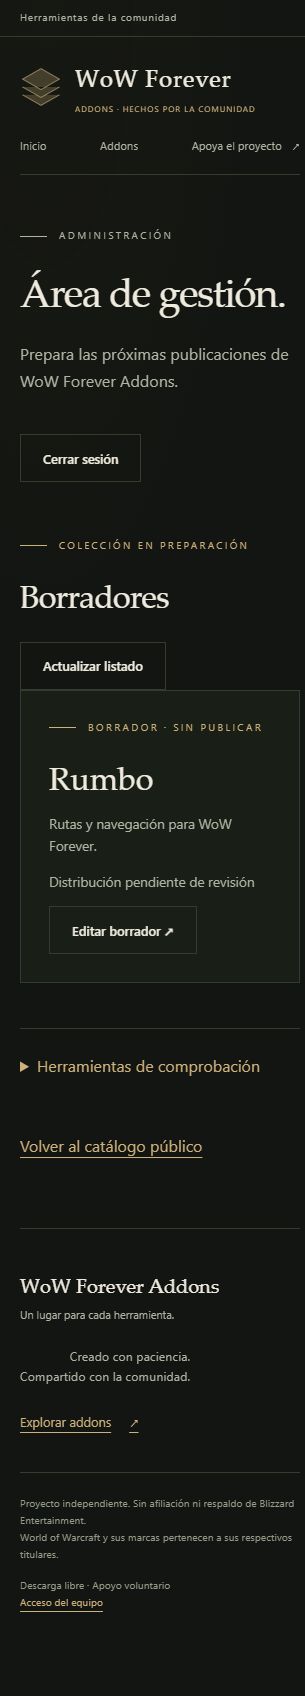 Herramientas de la comunidad
WoW Forever
ADDONS · HECHOS POR LA COMUNIDAD
Inicio Addons Apoya el proyecto ↗
ADMINISTRACIÓN
Área de gestión.
Prepara las próximas publicaciones de
WoW Forever Addons.
Cerrar sesión
COLECCIÓN EN PREPARACIÓN
Borradores
Actualizar listado
BORRADOR · SIN PUBLICAR
Rumbo
Rutas y navegación para WoW
Forever.
Distribución pendiente de revisión
Editar borrador ↗
▶ Herramientas de comprobación
Volver al catálogo público
WoW Forever Addons
Un lugar para cada herramienta.
Creado con paciencia.
Compartido con la comunidad.
Explorar addons ↗
Proyecto independiente. Sin afiliación ni respaldo de Blizzard
Entertainment.
World of Warcraft y sus marcas pertenecen a sus respectivos
titulares.
Descarga libre · Apoyo voluntario
Acceso del equipo